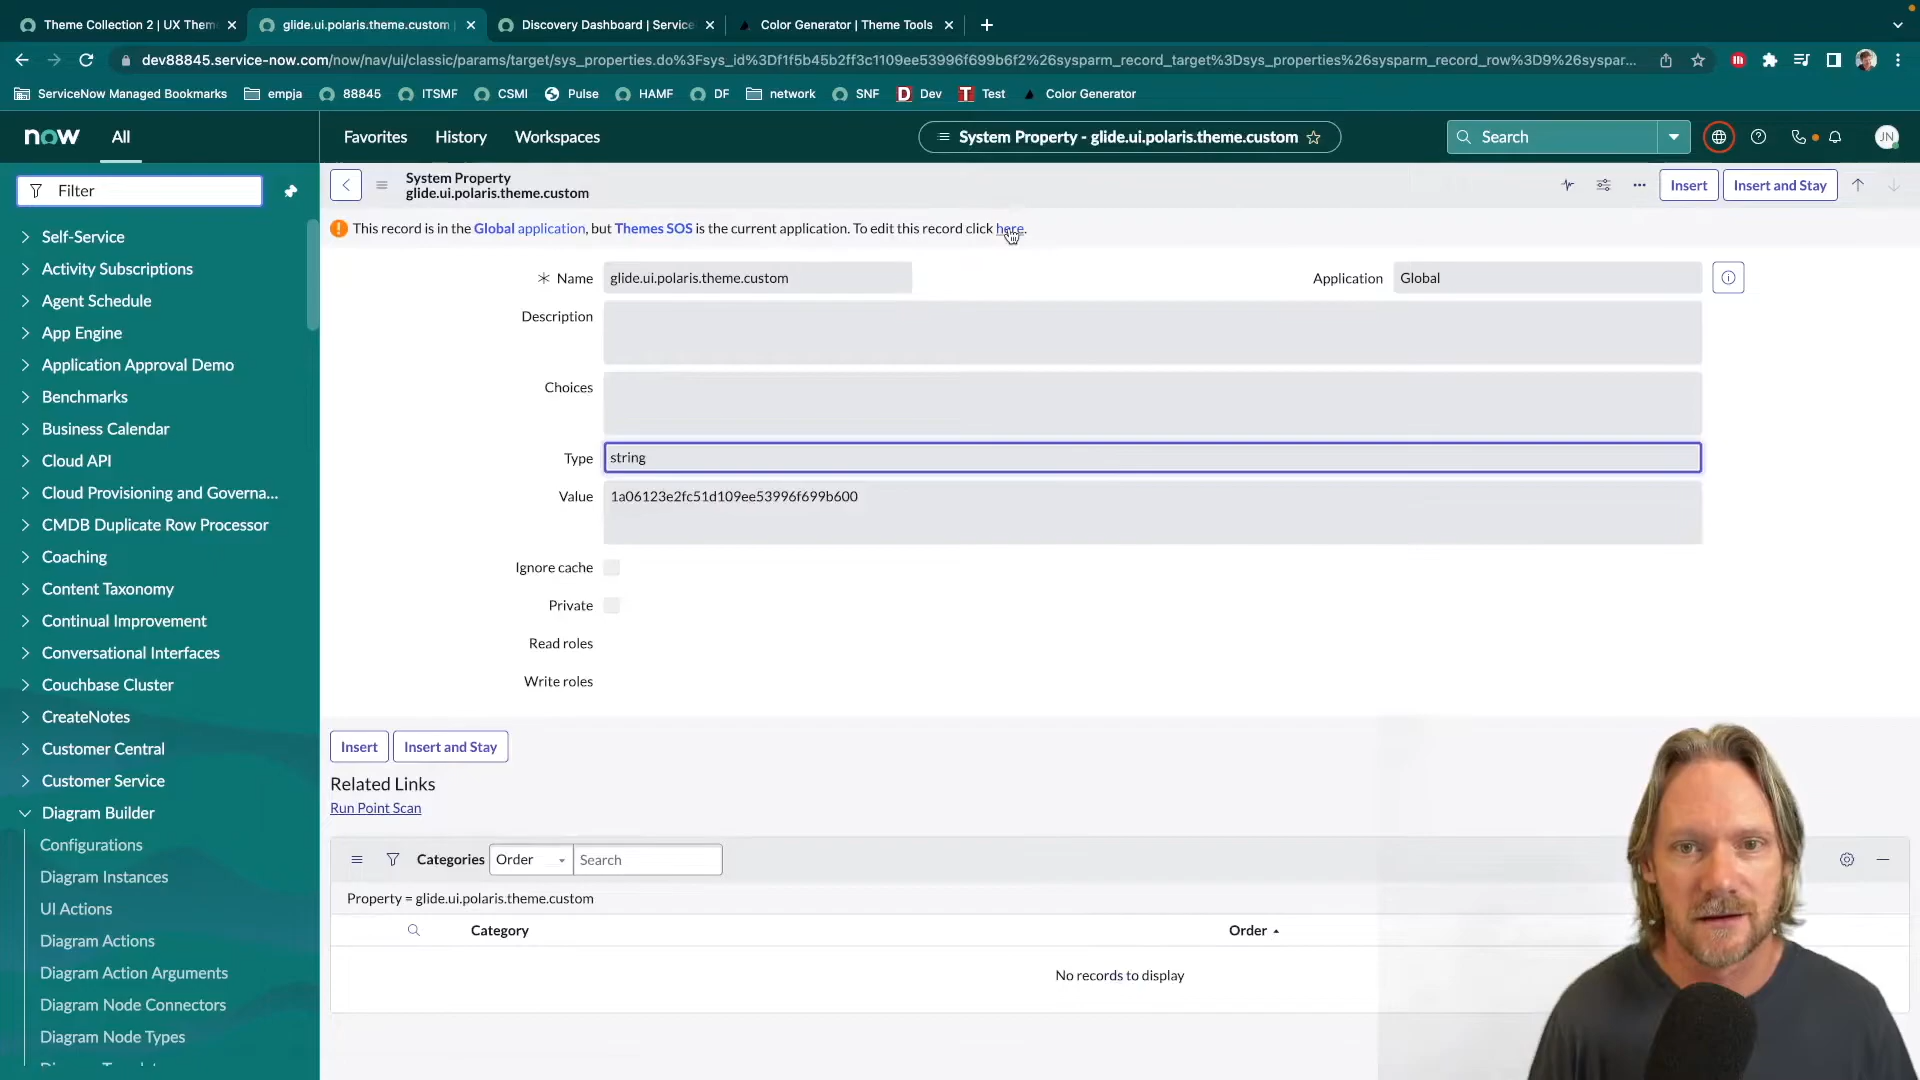 Theme Collection 2 | UX Them
glide.ui.polaris.theme.custom
Discovery Dashboard | Service
Color Generator | Theme Tools
dev88845.service-now.com/now/nav/ui/classic/params/target/sys_properties.do%3Fsys_id%3Df1f5b45b2ff3c1109ee53996f699b6f2%26sysparm_record_target%3Dsys_properties%26sysparm_record_row%3D9%26syspar...
ServiceNow Managed Bookmarks empja 88845 ITSMF CSMI Pulse HAMF DF network SNF D Dev T Test Color Generator
now All Favorites History Workspaces
System Property - glide.ui.polaris.theme.custom
Search
JN
Filter
Self-Service
Activity Subscriptions
Agent Schedule
App Engine
Application Approval Demo
Benchmarks
Business Calendar
Cloud API
Cloud Provisioning and Governa...
CMDB Duplicate Row Processor
Coaching
Content Taxonomy
Continual Improvement
Conversational Interfaces
Couchbase Cluster
CreateNotes
Customer Central
Customer Service
Diagram Builder
Configurations
Diagram Instances
UI Actions
Diagram Actions
Diagram Action Arguments
Diagram Node Connectors
Diagram Node Types
System Property
glide.ui.polaris.theme.custom
Insert
Insert and Stay
This record is in the Global application, but Themes SOS is the current application. To edit this record click here.
Name glide.ui.polaris.theme.custom
Application Global
Description
Choices
Type string
Value 1a06123e2fc51d109ee53996f699b600
Ignore cache
Private
Read roles
Write roles
Insert
Insert and Stay
Related Links
Run Point Scan
Categories Order Search
Property = glide.ui.polaris.theme.custom
Category Order
No records to display